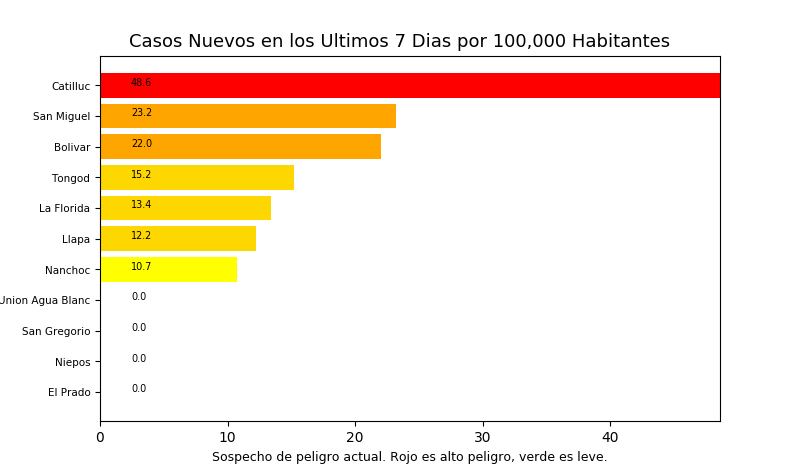 Casos Nuevos en los Ultimos 7 Dias por 100,000 Habitantes
Catilluc 48.6
San Miguel 23.2
Bolivar 22.0
Tongod 15.2
La Florida 13.4
Llapa 12.2
Nanchoc 10.7
Union Agua Blanc 0.0
San Gregorio 0.0
Niepos 0.0
El Prado 0.0
0 10 20 30 40
Sospecho de peligro actual. Rojo es alto peligro, verde es leve.